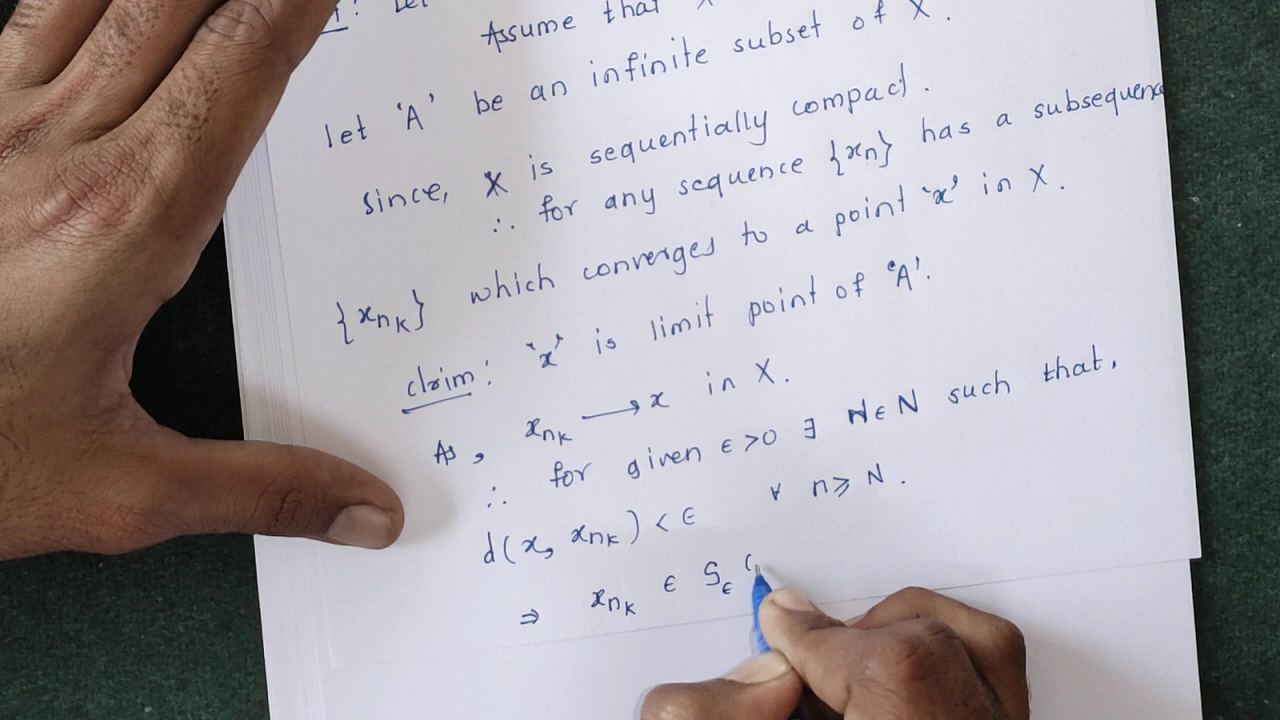 Assume that X
let 'A' be an infinite subset of X.
since, X is sequentially compact.
∴ for any sequence {xn} has a subsequence
{xnk} which converges to a point 'x' in X.
claim: 'x' is limit point of 'A'.
As, xnk → x in X.
∴ for given ϵ>0 ∃ N∈N such that,
d(x, xnk) < ϵ ∀ n≥N.
⇒ xnk ∈ Sϵ (